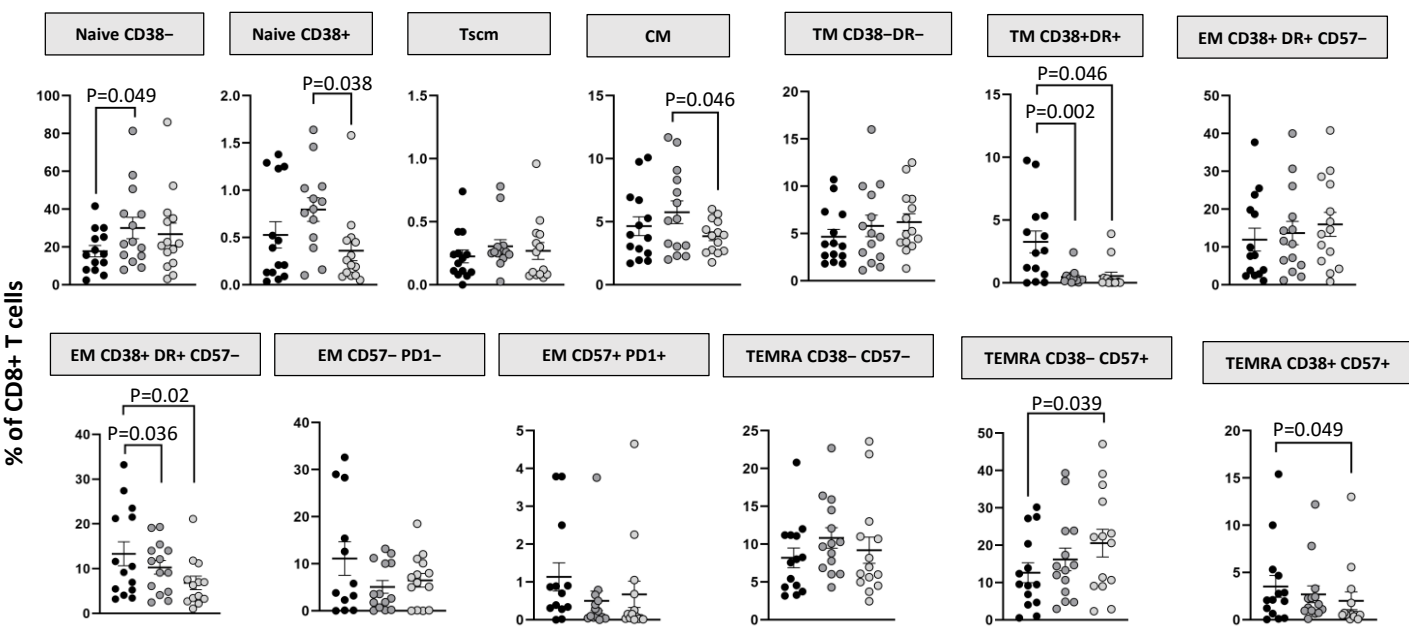 Naive CD38–
Naive CD38+
Tscm
CM
TM CD38–DR–
TM CD38+DR+
EM CD38+ DR+ CD57–
P=0.049
100
80
60
40
20
0
P=0.038
2.0
1.5
1.0
0.5
0.0
1.5
1.0
0.5
0.0
P=0.046
15
10
5
0
20
15
10
5
0
P=0.046
P=0.002
15
10
5
0
50
40
30
20
10
0
% of CD8+ T cells
EM CD38+ DR+ CD57–
EM CD57– PD1–
EM CD57+ PD1+
TEMRA CD38– CD57–
TEMRA CD38– CD57+
TEMRA CD38+ CD57+
P=0.02
P=0.036
40
30
20
10
0
40
30
20
10
0
5
4
3
2
1
0
25
20
15
10
5
0
P=0.039
50
40
30
20
10
0
P=0.049
20
15
10
5
0